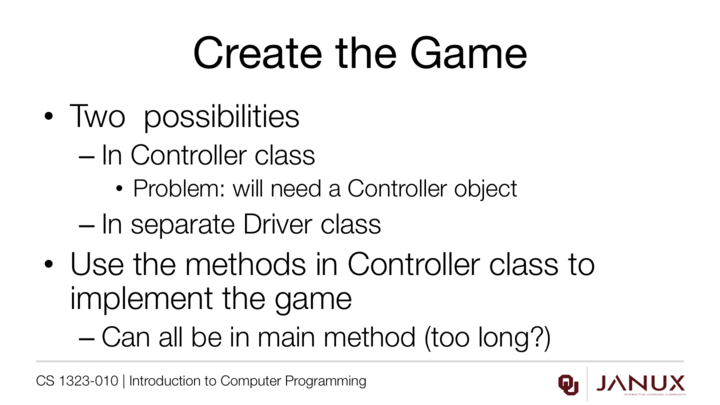 Create the Game
• Two possibilities
– In Controller class
• Problem: will need a Controller object
– In separate Driver class
• Use the methods in Controller class to
implement the game
– Can all be in main method (too long?)
CS 1323-010 | Introduction to Computer Programming
OU JANUX
INTERACTIVE LEARNING COMMUNITY